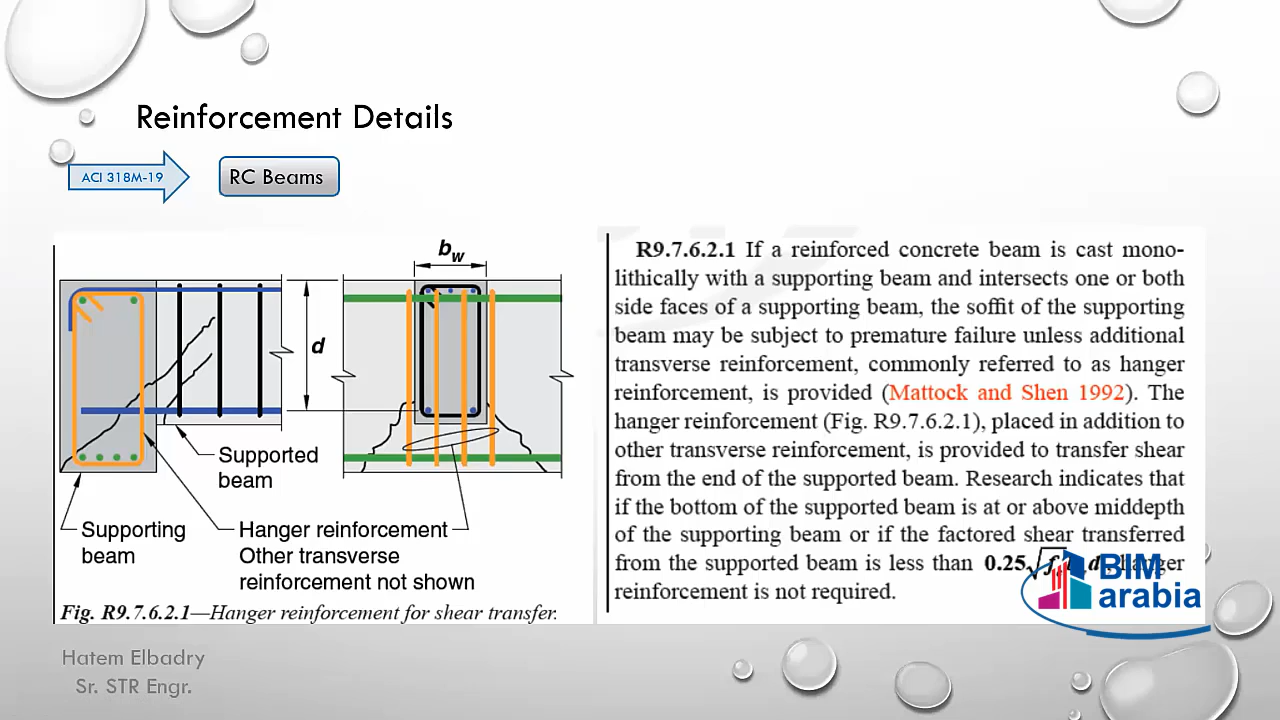 Reinforcement Details
ACI 318M-19
RC Beams
bw
d
Supported
beam
Supporting
beam
Hanger reinforcement
Other transverse
reinforcement not shown
Fig. R9.7.6.2.1—Hanger reinforcement for shear transfer.
R9.7.6.2.1 If a reinforced concrete beam is cast mono-
lithically with a supporting beam and intersects one or both
side faces of a supporting beam, the soffit of the supporting
beam may be subject to premature failure unless additional
transverse reinforcement, commonly referred to as hanger
reinforcement, is provided (Mattock and Shen 1992). The
hanger reinforcement (Fig. R9.7.6.2.1), placed in addition to
other transverse reinforcement, is provided to transfer shear
from the end of the supported beam. Research indicates that
if the bottom of the supported beam is at or above middepth
of the supporting beam or if the factored shear transferred
from the supported beam is less than 0.25√f d, hanger
reinforcement is not required.
BIM
arabia
Hatem Elbadry
Sr. STR Engr.